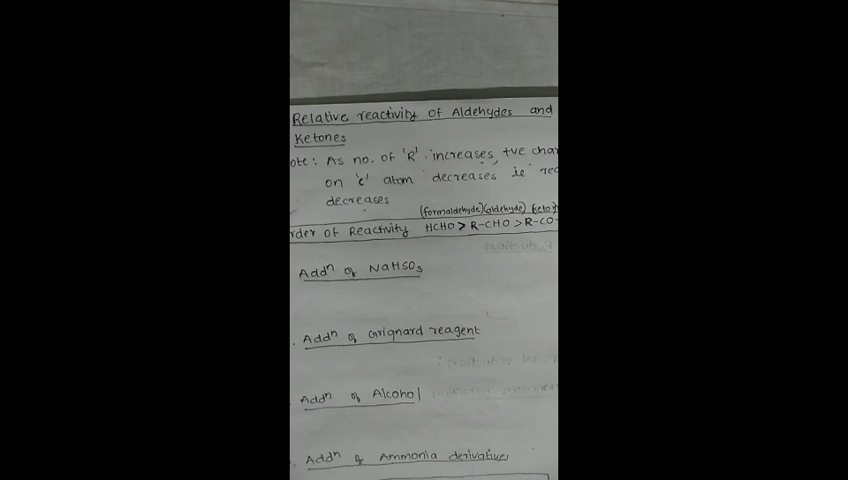 Relative reactivity of Aldehydes and
Ketones
ote: As no. of 'R' increases, +ve cha
on 'c' atom decreases ie rea
decreases
(formaldehyde) (aldehyde) (keto
rder of Reactivity HCHO > R-CHO > R-CO-
Addⁿ of NaHSO₃
. Addⁿ of Grignard reagent
Addⁿ of Alcohol
Addⁿ of Ammonia derivatives